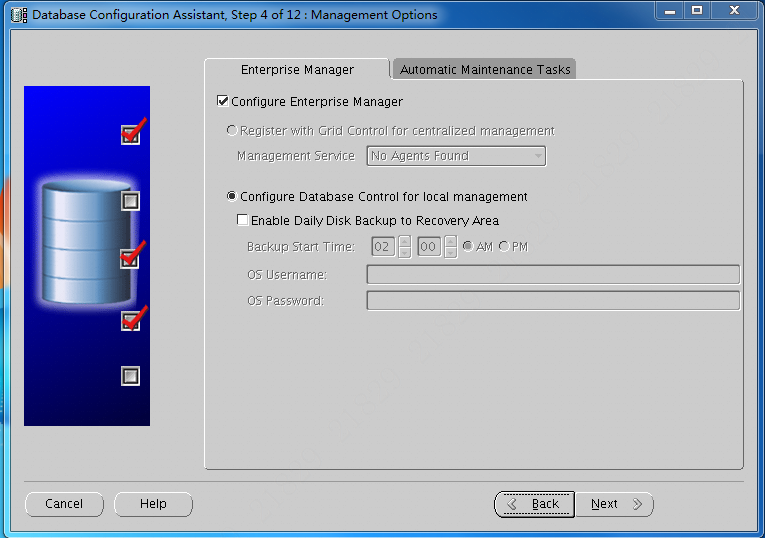 Database Configuration Assistant, Step 4 of 12 : Management Options
Enterprise Manager
Automatic Maintenance Tasks
Configure Enterprise Manager
Register with Grid Control for centralized management
Management Service No Agents Found
Configure Database Control for local management
Enable Daily Disk Backup to Recovery Area
Backup Start Time: 02 00 AM PM
OS Username:
OS Password:
Cancel
Help
Back
Next